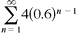 ∞
∑ 4(0.6)ⁿ ⁻ ¹
n = 1